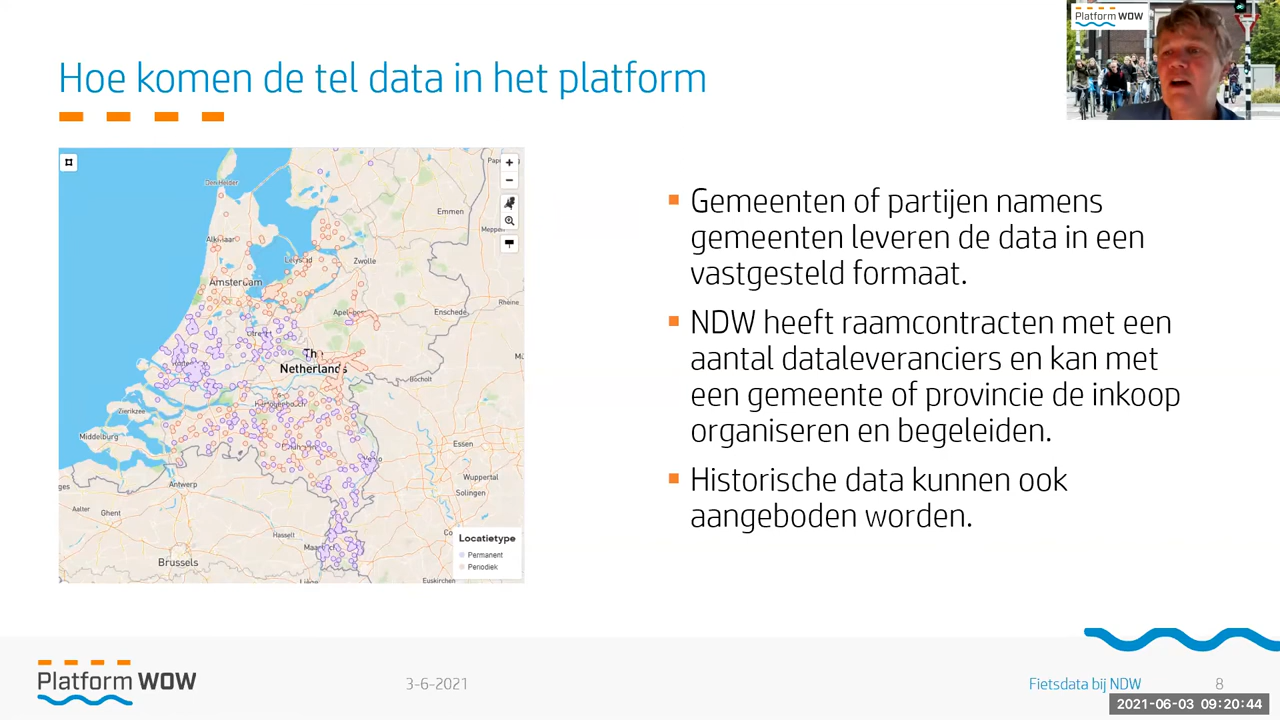 Platform WOW
Hoe komen de tel data in het platform
Den Helder
Alkmaar
Emmen
Lelystad
Zwolle
Amsterdam
Rheine
Enschede
Utrecht
The
Netherlands
Bocholt
Zierikzee
Middelburg
Essen
Antwerp
Wuppertal
Solingen
Aalter
Ghent
Hasselt
Brussels
Euskirchen
Locatietype
Permanent
Periodiek
Gemeenten of partijen namens
gemeenten leveren de data in een
vastgesteld formaat.
NDW heeft raamcontracten met een
aantal dataleveranciers en kan met
een gemeente of provincie de inkoop
organiseren en begeleiden.
Historische data kunnen ook
aangeboden worden.
Platform WOW
3-6-2021
Fietsdata bij NDW
8
2021-06-03 09:20:44